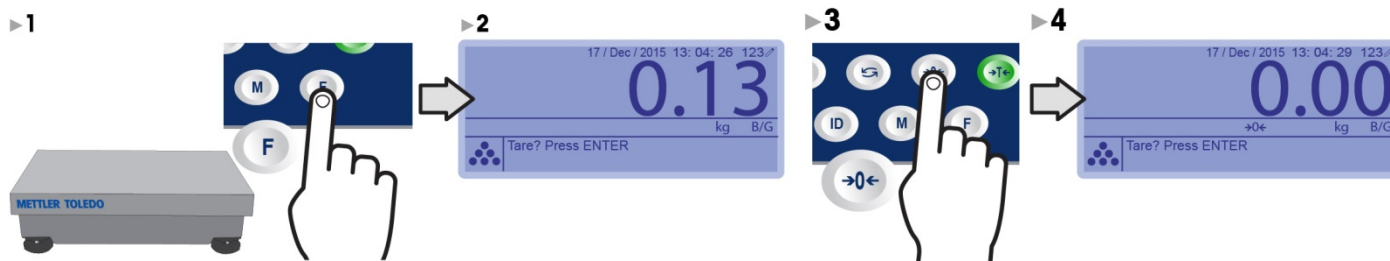 ▸1
M
F
F
METTLER TOLEDO
▸2
17 / Dec / 2015 13: 04: 26 123
0.13
kg B/G
Tare? Press ENTER
▸3
→T←
ID M F
→0←
▸4
17 / Dec / 2015 13: 04: 29 123
0.00
→0← kg B/G
Tare? Press ENTER